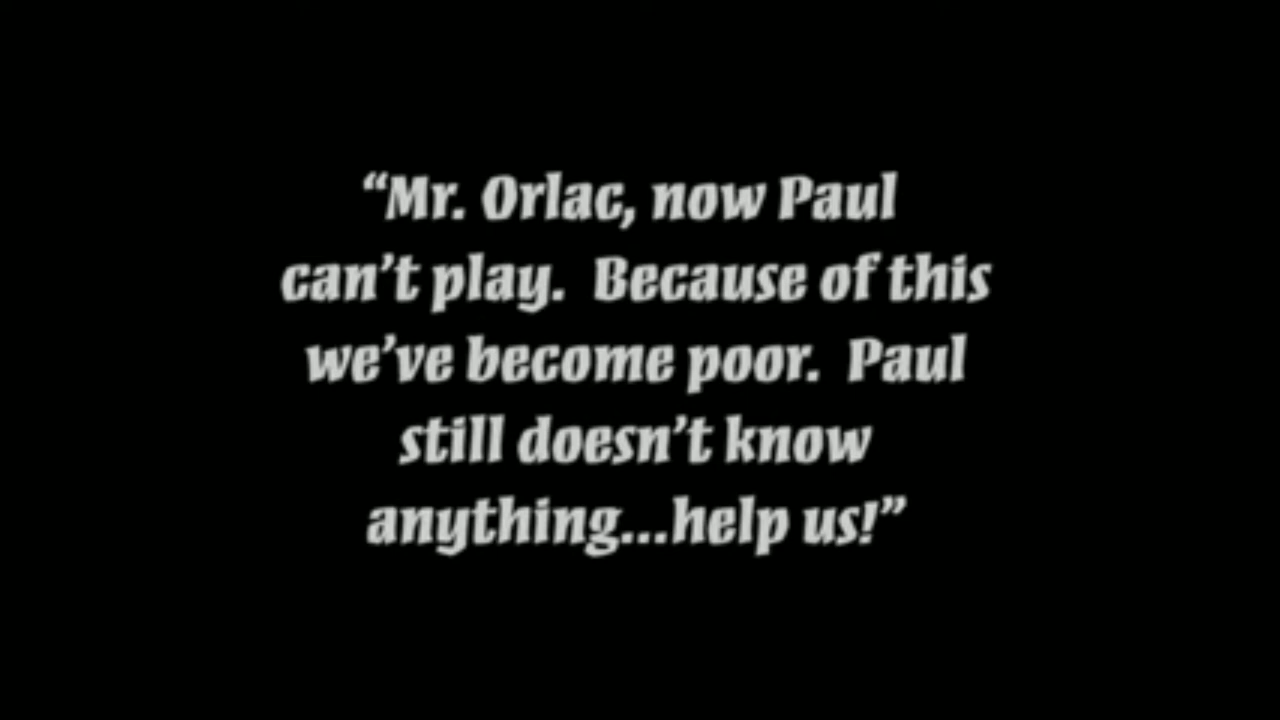 “Mr. Orlac, now Paul
can’t play.  Because of this
we’ve become poor.  Paul
still doesn’t know
anything...help us!”